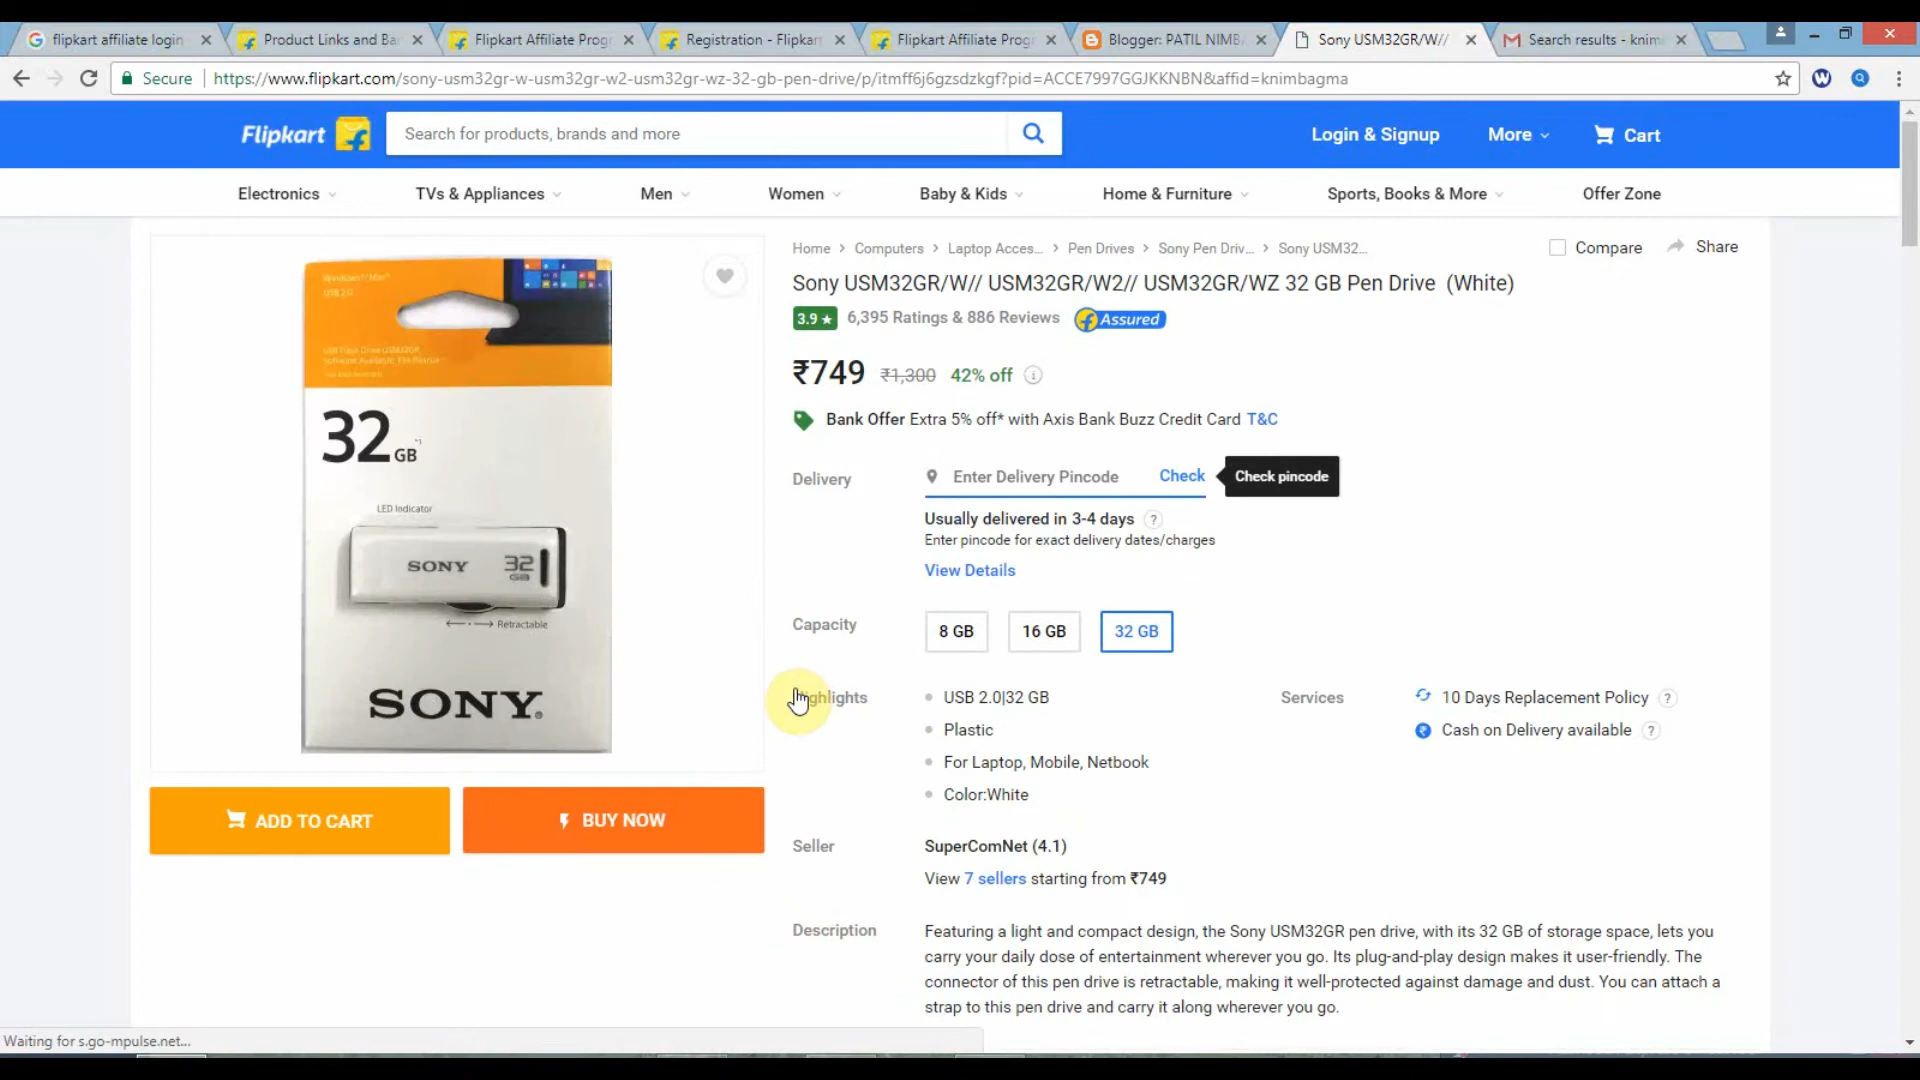 flipkart affiliate login
Product Links and Ba
Flipkart Affiliate Prog
Registration - Flipkar
Flipkart Affiliate Prog
Blogger: PATIL NIMB
Sony USM32GR/W//
Search results - knim
Secure
https://www.flipkart.com/sony-usm32gr-w-usm32gr-w2-usm32gr-wz-32-gb-pen-drive/p/itmff6j6gzsdzkgf?pid=ACCE7997GGJKKNBN&affid=knimbagma
Flipkart
Search for products, brands and more
Login & Signup
More
Cart
Electronics
TVs & Appliances
Men
Women
Baby & Kids
Home & Furniture
Sports, Books & More
Offer Zone
Home > Computers > Laptop Acces... > Pen Drives > Sony Pen Driv... > Sony USM32...
Compare
Share
Sony USM32GR/W// USM32GR/W2// USM32GR/WZ 32 GB Pen Drive (White)
3.9 ★ 6,395 Ratings & 886 Reviews Assured
₹749 ₹1,300 42% off
Bank Offer Extra 5% off* with Axis Bank Buzz Credit Card T&C
Delivery
Enter Delivery Pincode
Check
Check pincode
Usually delivered in 3-4 days ?
Enter pincode for exact delivery dates/charges
View Details
Capacity
8 GB
16 GB
32 GB
ghlights
USB 2.0|32 GB
Plastic
For Laptop, Mobile, Netbook
Color:White
Services
10 Days Replacement Policy ?
Cash on Delivery available ?
Seller
SuperComNet (4.1)
View 7 sellers starting from ₹749
Description
Featuring a light and compact design, the Sony USM32GR pen drive, with its 32 GB of storage space, lets you
carry your daily dose of entertainment wherever you go. Its plug-and-play design makes it user-friendly. The
connector of this pen drive is retractable, making it well-protected against damage and dust. You can attach a
strap to this pen drive and carry it along wherever you go.
32 GB
LED Indicator
SONY 32 GB
Retractable
SONY
ADD TO CART
BUY NOW
Waiting for s.go-mpulse.net...